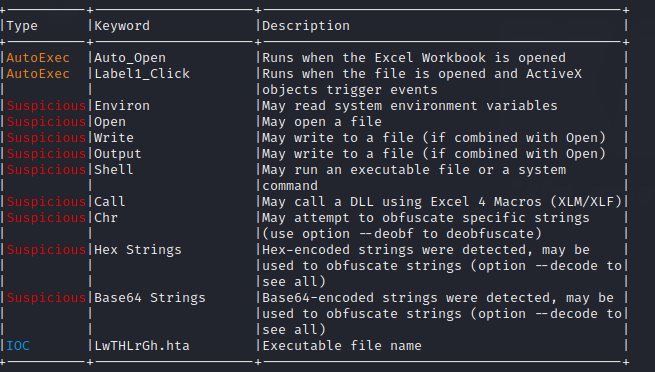 +----------+--------------------+---------------------------------------------+
|Type      |Keyword             |Description                                  |
+----------+--------------------+---------------------------------------------+
|AutoExec  |Auto_Open           |Runs when the Excel Workbook is opened       |
|AutoExec  |Label1_Click        |Runs when the file is opened and ActiveX     |
|          |                    |objects trigger events                       |
|Suspicious|Environ             |May read system environment variables        |
|Suspicious|Open                |May open a file                              |
|Suspicious|Write               |May write to a file (if combined with Open)  |
|Suspicious|Output              |May write to a file (if combined with Open)  |
|Suspicious|Shell               |May run an executable file or a system       |
|          |                    |command                                      |
|Suspicious|Call                |May call a DLL using Excel 4 Macros (XLM/XLF)|
|Suspicious|Chr                 |May attempt to obfuscate specific strings    |
|          |                    |(use option --deobf to deobfuscate)          |
|Suspicious|Hex Strings         |Hex-encoded strings were detected, may be    |
|          |                    |used to obfuscate strings (option --decode to|
|          |                    |see all)                                     |
|Suspicious|Base64 Strings      |Base64-encoded strings were detected, may be |
|          |                    |used to obfuscate strings (option --decode to|
|          |                    |see all)                                     |
|IOC       |LwTHLrGh.hta        |Executable file name                         |
+----------+--------------------+---------------------------------------------+